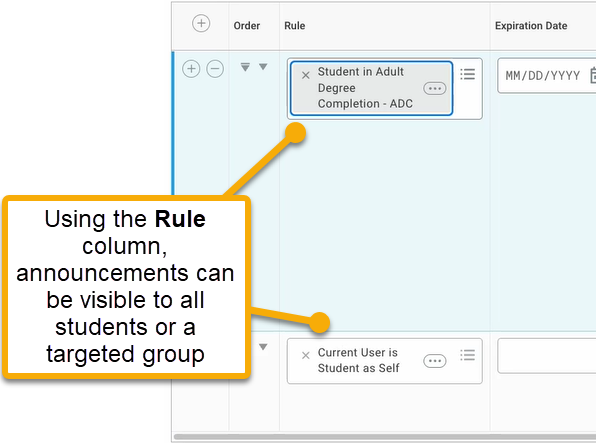 Order Rule Expiration Date
Student in Adult
Degree
Completion - ADC
MM/DD/YYYY
Using the Rule
column,
announcements can
be visible to all
students or a
targeted group
Current User is
Student as Self